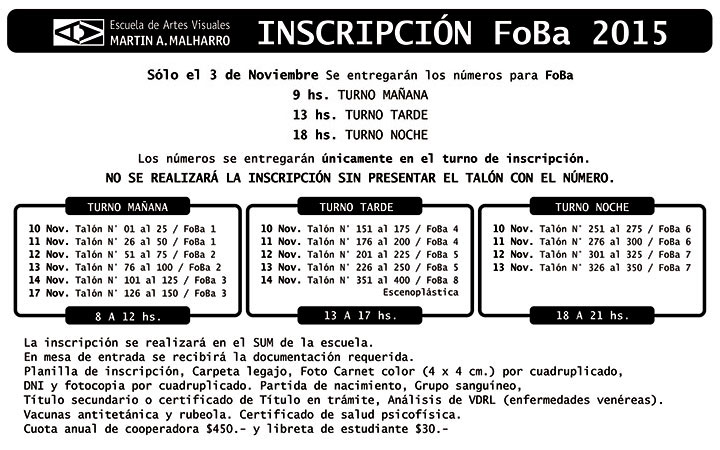 Escuela de Artes Visuales
MARTIN A. MALHARRO
INSCRIPCIÓN FoBa 2015
Sólo el 3 de Noviembre Se entregarán los números para FoBa
9 hs. TURNO MAÑANA
13 hs. TURNO TARDE
18 hs. TURNO NOCHE
Los números se entregarán únicamente en el turno de inscripción.
NO SE REALIZARÁ LA INSCRIPCIÓN SIN PRESENTAR EL TALÓN CON EL NÚMERO.
TURNO MAÑANA
10 Nov. Talón N° 01 al 25 / FoBa 1
11 Nov. Talón N° 26 al 50 / FoBa 1
12 Nov. Talón N° 51 al 75 / FoBa 2
13 Nov. Talón N° 76 al 100 / FoBa 2
14 Nov. Talón N° 101 al 125 / FoBa 3
17 Nov. Talón N° 126 al 150 / FoBa 3
8 A 12 hs.
TURNO TARDE
10 Nov. Talón N° 151 al 175 / FoBa 4
11 Nov. Talón N° 176 al 200 / FoBa 4
12 Nov. Talón N° 201 al 225 / FoBa 5
13 Nov. Talón N° 226 al 250 / FoBa 5
14 Nov. Talón N° 351 al 400 / FoBa 8
Escenoplástica
13 A 17 hs.
TURNO NOCHE
10 Nov. Talón N° 251 al 275 / FoBa 6
11 Nov. Talón N° 276 al 300 / FoBa 6
12 Nov. Talón N° 301 al 325 / FoBa 7
13 Nov. Talón N° 326 al 350 / FoBa 7
18 A 21 hs.
La inscripción se realizará en el SUM de la escuela.
En mesa de entrada se recibirá la documentación requerida.
Planilla de inscripción, Carpeta legajo, Foto Carnet color (4 x 4 cm.) por cuadruplicado,
DNI y fotocopia por cuadruplicado. Partida de nacimiento, Grupo sanguíneo,
Título secundario o certificado de Título en trámite, Análisis de VDRL (enfermedades venéreas).
Vacunas antitetánica y rubeola. Certificado de salud psicofísica.
Cuota anual de cooperadora $450.- y libreta de estudiante $30.-